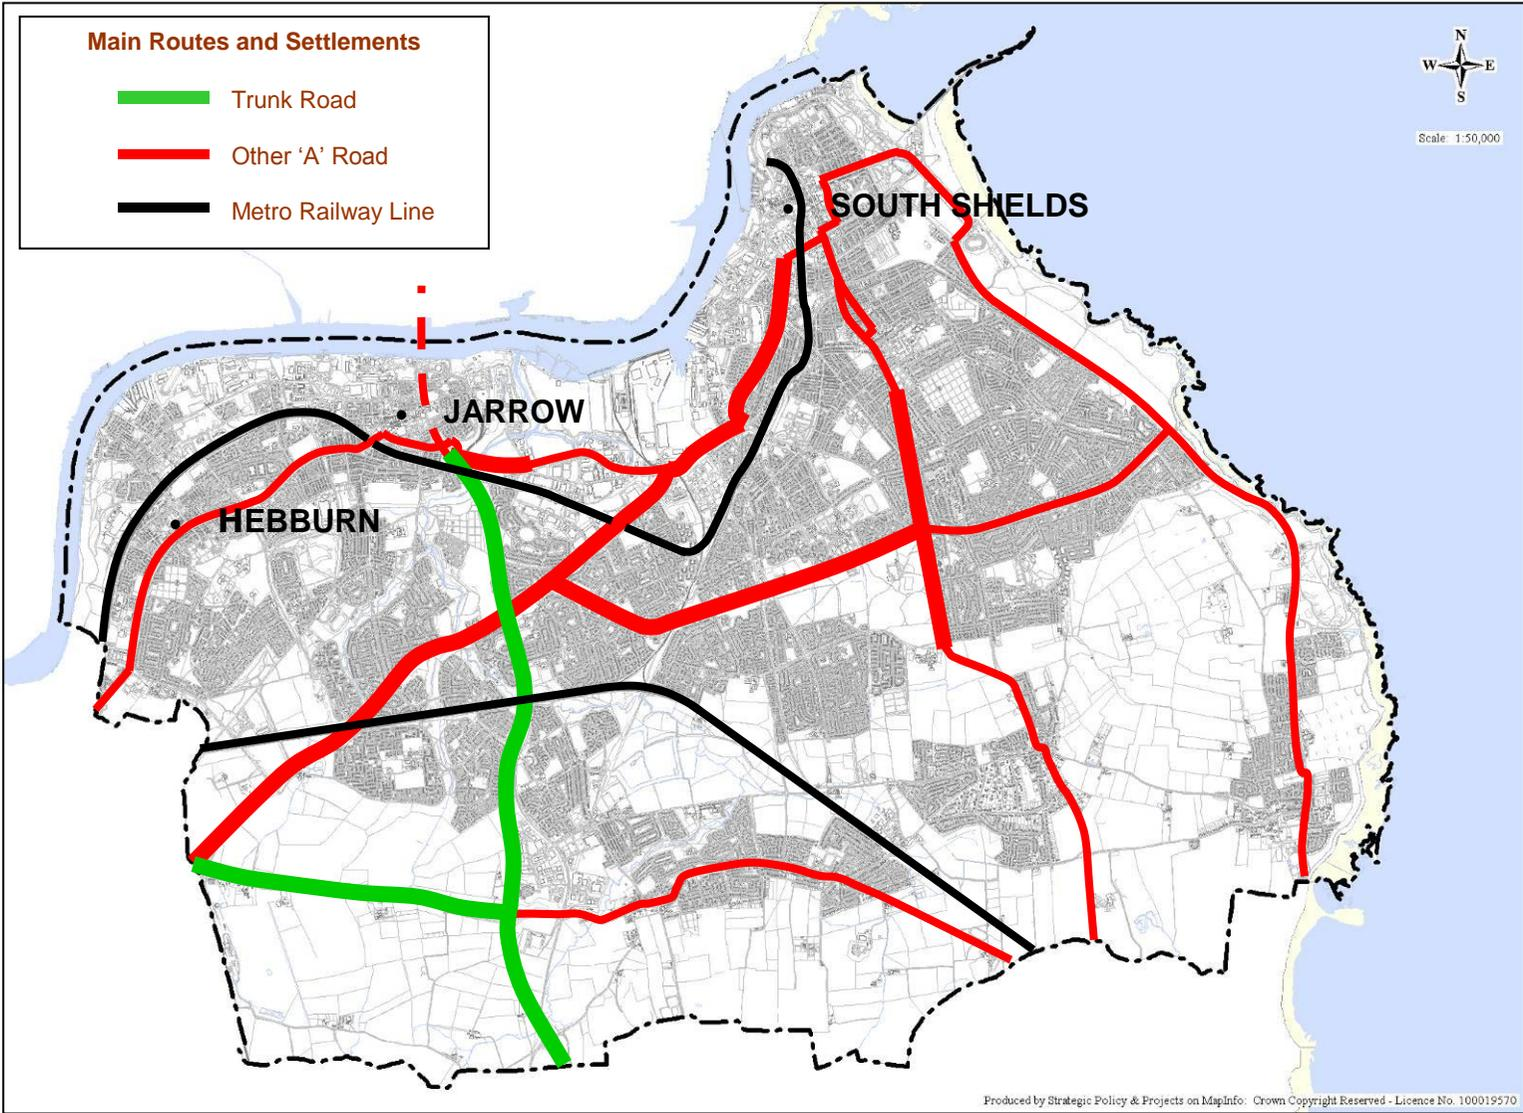 Main Routes and Settlements
Trunk Road
Other ‘A’ Road
Metro Railway Line
N
W E
S
Scale: 1:50,000
SOUTH SHIELDS
JARROW
HEBBURN
Produced by Strategic Policy & Projects on MapInfo: Crown Copyright Reserved - Licence No. 100019570